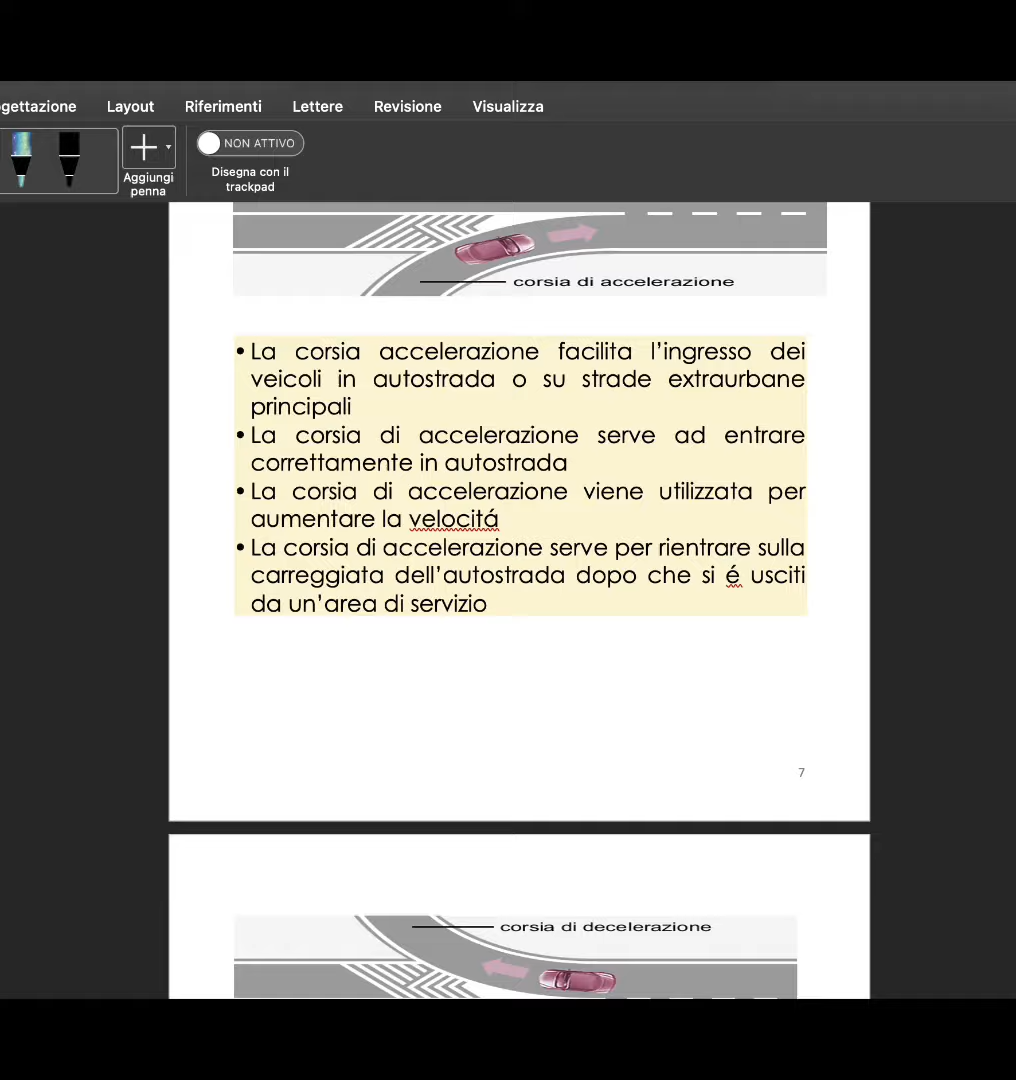 gettazione Layout Riferimenti Lettere Revisione Visualizza
NON ATTIVO
Aggiungi
penna
Disegna con il
trackpad
corsia di accelerazione
• La corsia accelerazione facilita l’ingresso dei
veicoli in autostrada o su strade extraurbane
principali
• La corsia di accelerazione serve ad entrare
correttamente in autostrada
• La corsia di accelerazione viene utilizzata per
aumentare la velocitá
• La corsia di accelerazione serve per rientrare sulla
carreggiata dell’autostrada dopo che si é usciti
da un’area di servizio
7
corsia di decelerazione